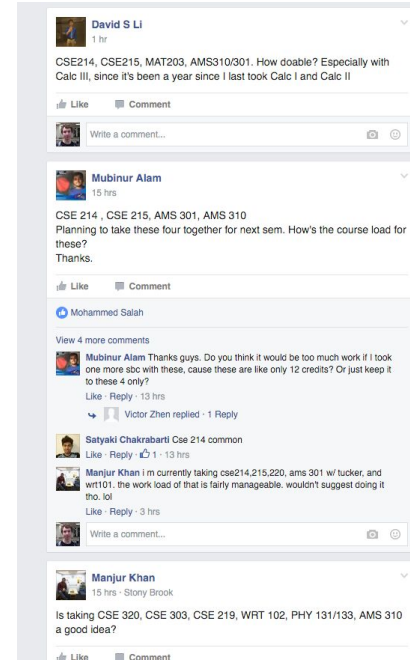 David S Li
1 hr
CSE214, CSE215, MAT203, AMS310/301. How doable? Especially with
Calc III, since it's been a year since I last took Calc I and Calc II
Like Comment
Write a comment...
Mubinur Alam
15 hrs
CSE 214 , CSE 215, AMS 301, AMS 310
Planning to take these four together for next sem. How's the course load for
these?
Thanks.
Like Comment
Mohammed Salah
View 4 more comments
Mubinur Alam Thanks guys. Do you think it would be too much work if I took
one more sbc with these, cause these are like only 12 credits? Or just keep it
to these 4 only?
Like · Reply · 13 hrs
Victor Zhen replied · 1 Reply
Satyaki Chakrabarti Cse 214 common
Like · Reply · 1 · 13 hrs
Manjur Khan i m currently taking cse214,215,220, ams 301 w/ tucker, and
wrt101. the work load of that is fairly manageable. wouldn't suggest doing it
tho. lol
Like · Reply · 3 hrs
Write a comment...
Manjur Khan
15 hrs · Stony Brook
Is taking CSE 320, CSE 303, CSE 219, WRT 102, PHY 131/133, AMS 310
a good idea?
Like Comment